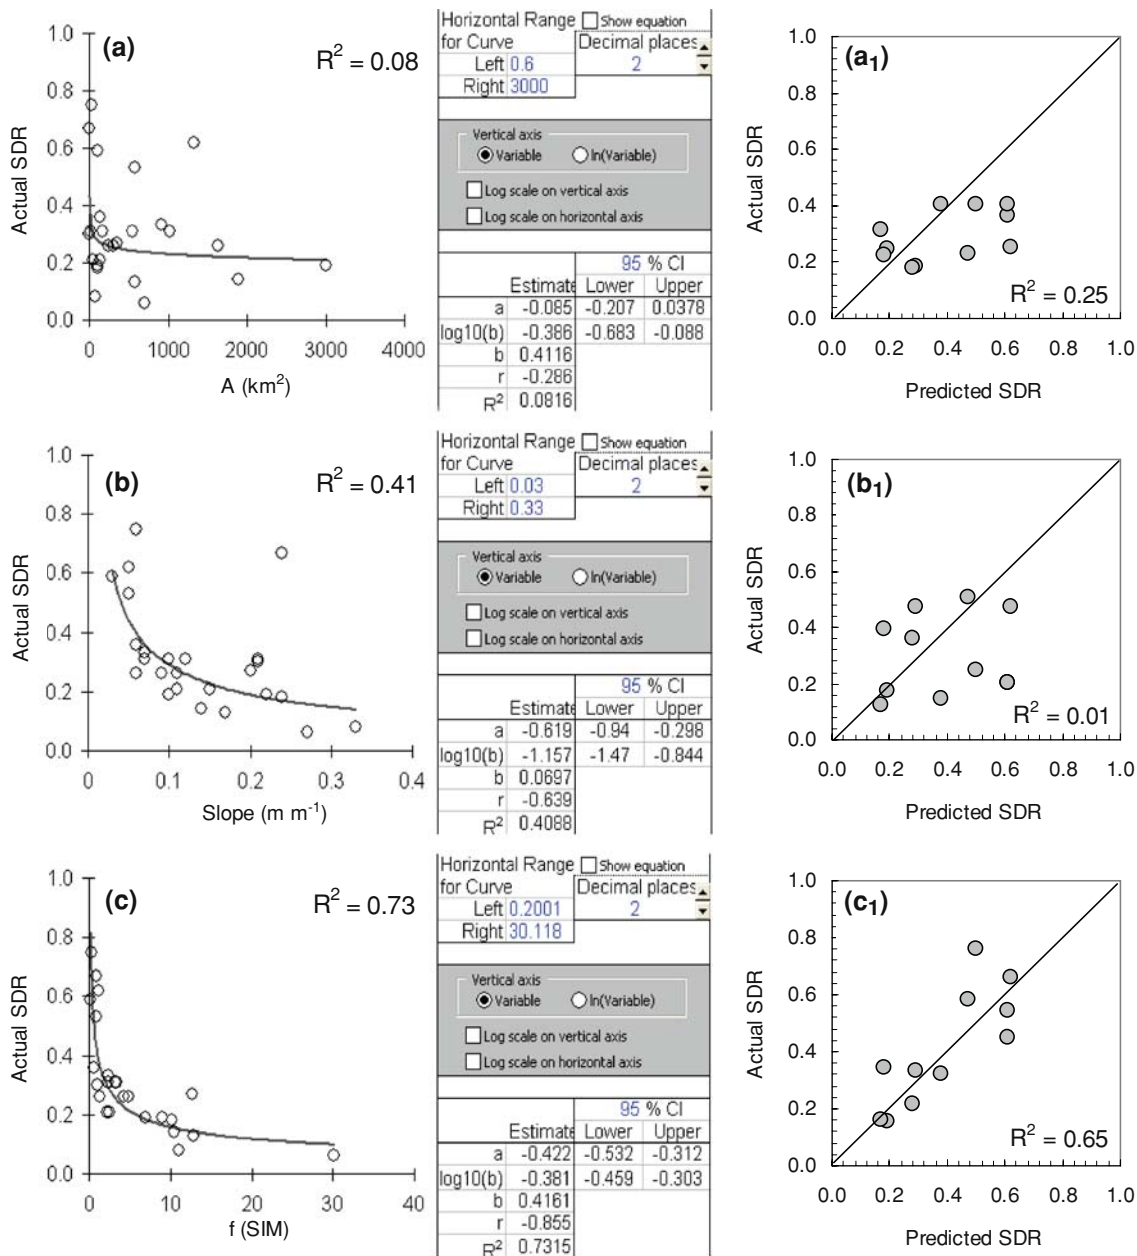 (a)
R² = 0.08
Actual SDR
1.0
0.8
0.6
0.4
0.2
0.0
0 1000 2000 3000 4000
A (km²)
Horizontal Range Show equation
for Curve Decimal places
Left 0.6 2
Right 3000
Vertical axis
Variable ln(Variable)
Log scale on vertical axis
Log scale on horizontal axis
95 % CI
Estimate Lower Upper
a -0.085 -0.207 0.0378
log10(b) -0.386 -0.683 -0.088
b 0.4116
r -0.286
R² 0.0816
(a₁)
Actual SDR
1.0
0.8
0.6
0.4
0.2
0.0
R² = 0.25
0.0 0.2 0.4 0.6 0.8 1.0
Predicted SDR
(b)
R² = 0.41
Actual SDR
1.0
0.8
0.6
0.4
0.2
0.0
0 0.1 0.2 0.3 0.4
Slope (m m⁻¹)
Horizontal Range Show equation
for Curve Decimal places
Left 0.03 2
Right 0.33
Vertical axis
Variable ln(Variable)
Log scale on vertical axis
Log scale on horizontal axis
95 % CI
Estimate Lower Upper
a -0.619 -0.94 -0.298
log10(b) -1.157 -1.47 -0.844
b 0.0697
r -0.639
R² 0.4088
(b₁)
Actual SDR
1.0
0.8
0.6
0.4
0.2
0.0
R² = 0.01
0.0 0.2 0.4 0.6 0.8 1.0
Predicted SDR
(c)
R² = 0.73
Actual SDR
1.0
0.8
0.6
0.4
0.2
0.0
0 10 20 30 40
f (SIM)
Horizontal Range Show equation
for Curve Decimal places
Left 0.2001 2
Right 30.118
Vertical axis
Variable ln(Variable)
Log scale on vertical axis
Log scale on horizontal axis
95 % CI
Estimate Lower Upper
a -0.422 -0.532 -0.312
log10(b) -0.381 -0.459 -0.303
b 0.4161
r -0.855
R² 0.7315
(c₁)
Actual SDR
1.0
0.8
0.6
0.4
0.2
0.0
R² = 0.65
0.0 0.2 0.4 0.6 0.8 1.0
Predicted SDR